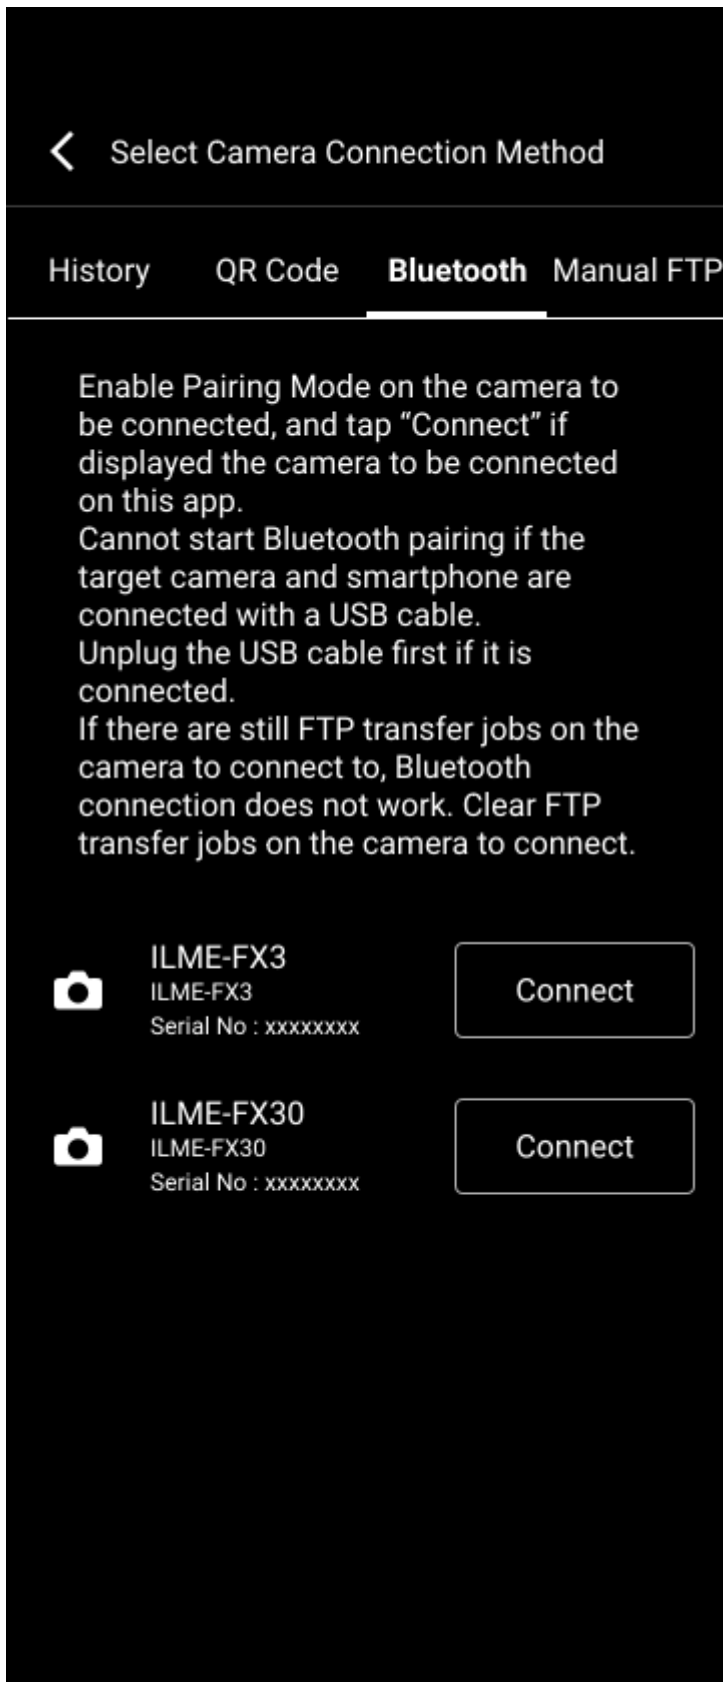 Select Camera Connection Method
History QR Code Bluetooth Manual FTP
Enable Pairing Mode on the camera to
be connected, and tap “Connect” if
displayed the camera to be connected
on this app.
Cannot start Bluetooth pairing if the
target camera and smartphone are
connected with a USB cable.
Unplug the USB cable first if it is
connected.
If there are still FTP transfer jobs on the
camera to connect to, Bluetooth
connection does not work. Clear FTP
transfer jobs on the camera to connect.
ILME-FX3
ILME-FX3
Serial No : xxxxxxxx
Connect
ILME-FX30
ILME-FX30
Serial No : xxxxxxxx
Connect